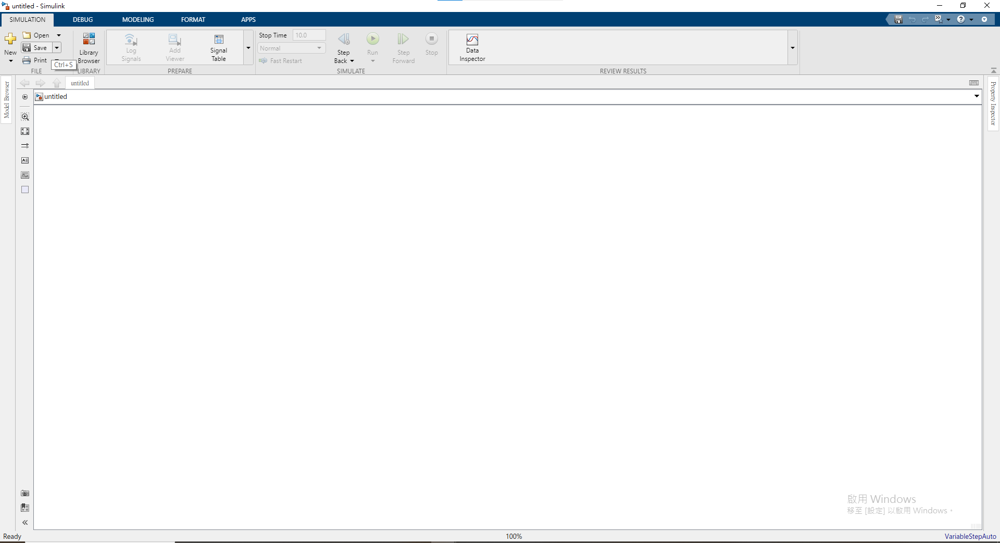 untitled - Simulink
SIMULATION
DEBUG
MODELING
FORMAT
APPS
New
Open
Save
Print
Ctrl+S
FILE
Library
Browser
LIBRARY
Log
Signals
Add
Viewer
Signal
Table
PREPARE
Stop Time 10.0
Normal
Fast Restart
Step
Back
Run
Step
Forward
Stop
SIMULATE
Data
Inspector
REVIEW RESULTS
Model Browser
untitled
untitled
Property Inspector
啟用 Windows
移至 [設定] 以啟用 Windows。
Ready
100%
VariableStepAuto